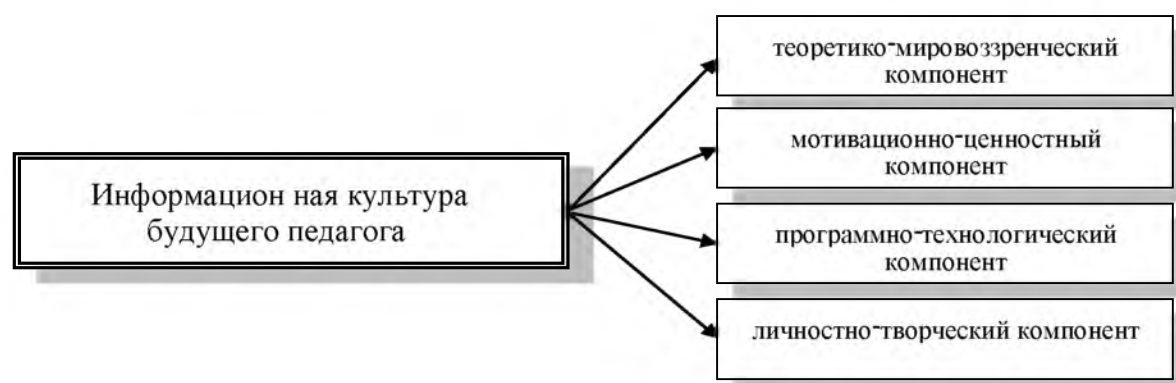 теоретико-мировоззренческий
компонент
мотивационно-ценностный
компонент
Информацион ная культура
будущего педагога
программно-технологический
компонент
личностно-творческий компонент